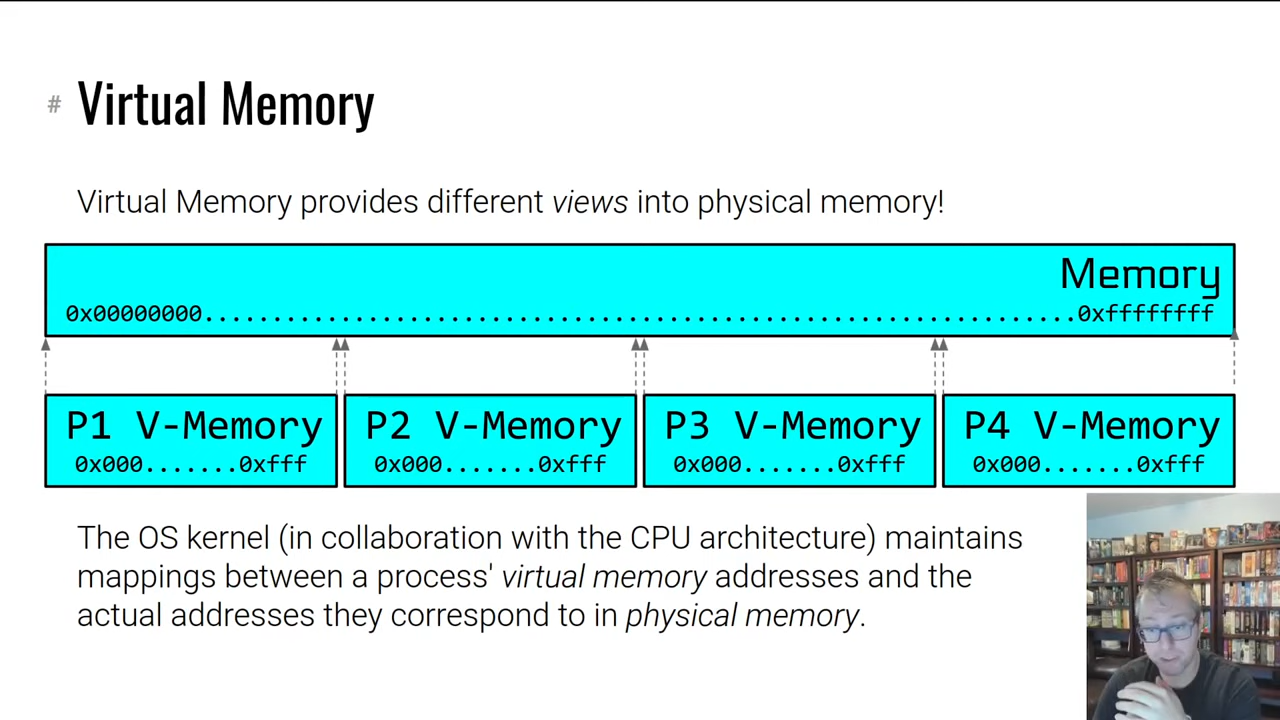 # Virtual Memory
Virtual Memory provides different views into physical memory!
Memory
0x00000000................................................................0xffffffff
P1 V-Memory
0x000.......0xfff
P2 V-Memory
0x000.......0xfff
P3 V-Memory
0x000.......0xfff
P4 V-Memory
0x000.......0xfff
The OS kernel (in collaboration with the CPU architecture) maintains
mappings between a process' virtual memory addresses and the
actual addresses they correspond to in physical memory.